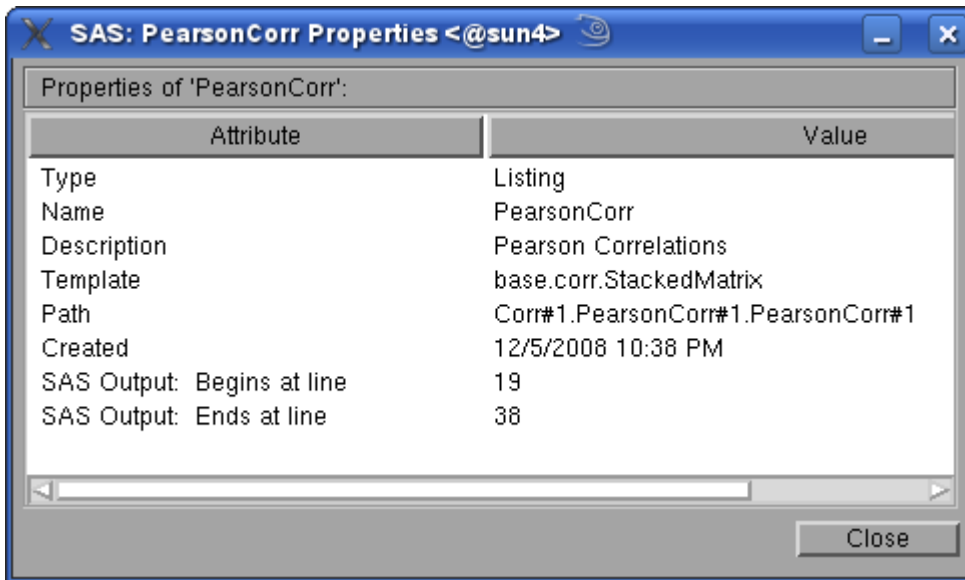 SAS: PearsonCorr Properties <@sun4>
Properties of 'PearsonCorr':
Attribute Value
Type Listing
Name PearsonCorr
Description Pearson Correlations
Template base.corr.StackedMatrix
Path Corr#1.PearsonCorr#1.PearsonCorr#1
Created 12/5/2008 10:38 PM
SAS Output:  Begins at line 19
SAS Output:  Ends at line 38
Close